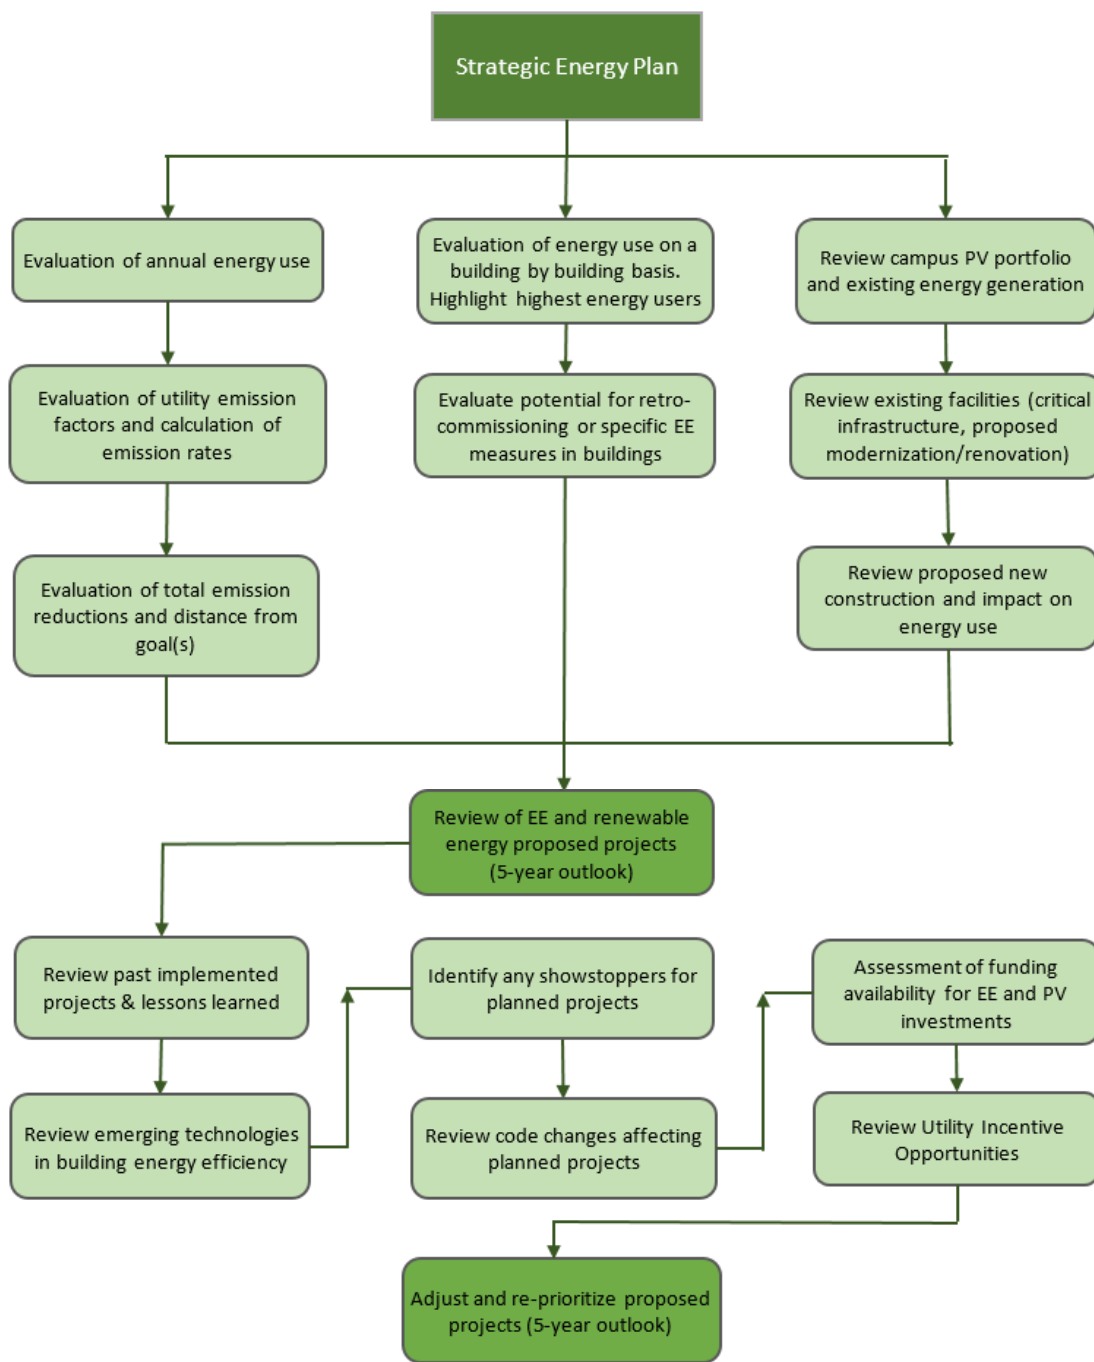 Strategic Energy Plan
Evaluation of annual energy use
Evaluation of energy use on a
building by building basis.
Highlight highest energy users
Review campus PV portfolio
and existing energy generation
Evaluation of utility emission
factors and calculation of
emission rates
Evaluate potential for retro-
commissioning or specific EE
measures in buildings
Review existing facilities (critical
infrastructure, proposed
modernization/renovation)
Evaluation of total emission
reductions and distance from
goal(s)
Review proposed new
construction and impact on
energy use
Review of EE and renewable
energy proposed projects
(5-year outlook)
Review past implemented
projects & lessons learned
Review emerging technologies
in building energy efficiency
Identify any showstoppers for
planned projects
Review code changes affecting
planned projects
Assessment of funding
availability for EE and PV
investments
Review Utility Incentive
Opportunities
Adjust and re-prioritize proposed
projects (5-year outlook)